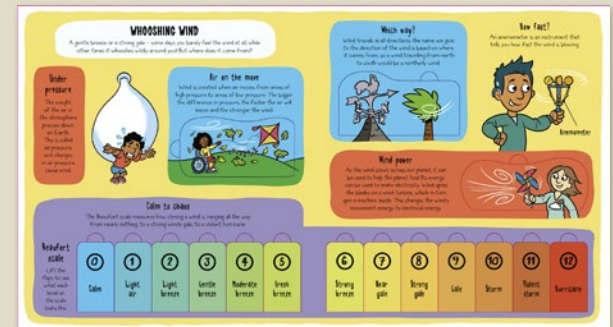 WHOOSHING WIND
A gentle breeze or a strong gale – some days you barely feel the wind at all while
other times it whooshes wildly around you! But where does it come from?
Under
pressure
The weight
of the air in
the atmosphere
presses down
on Earth.
This is called
air pressure
and changes
in air pressure
cause wind.
Air on the move
Wind is created when air moves from areas of
high pressure to areas of low pressure. The bigger
the difference in pressure, the faster the air will
move and the stronger the wind.
Which way?
Wind travels in all directions, the name we give
to the direction of the wind is based on where
it comes from, so a wind travelling from north
to south would be a northerly wind.
How fast?
An anemometer is an instrument that
tells you how fast the wind is blowing.
Anemometer
Wind power
As the wind blows across our planet, it can
be used to help the planet too! Its energy
can be used to make electricity. Wind spins
the blades on a wind turbine, which in turn
spin a machine inside. This changes the wind's
movement energy to electrical energy.
Calm to chaos
The Beaufort scale measures how strong a wind is, ranging all the way
from nearly nothing, to a strong windy gale, to a violent hurricane.
Beaufort
scale
Lift the
flaps to see
what each
level on
the scale
looks like.
0
Calm
1
Light
air
2
Light
breeze
3
Gentle
breeze
4
Moderate
breeze
5
Fresh
breeze
6
Strong
breeze
7
Near
gale
8
Strong
gale
9
Gale
10
Storm
11
Violent
storm
12
Hurricane